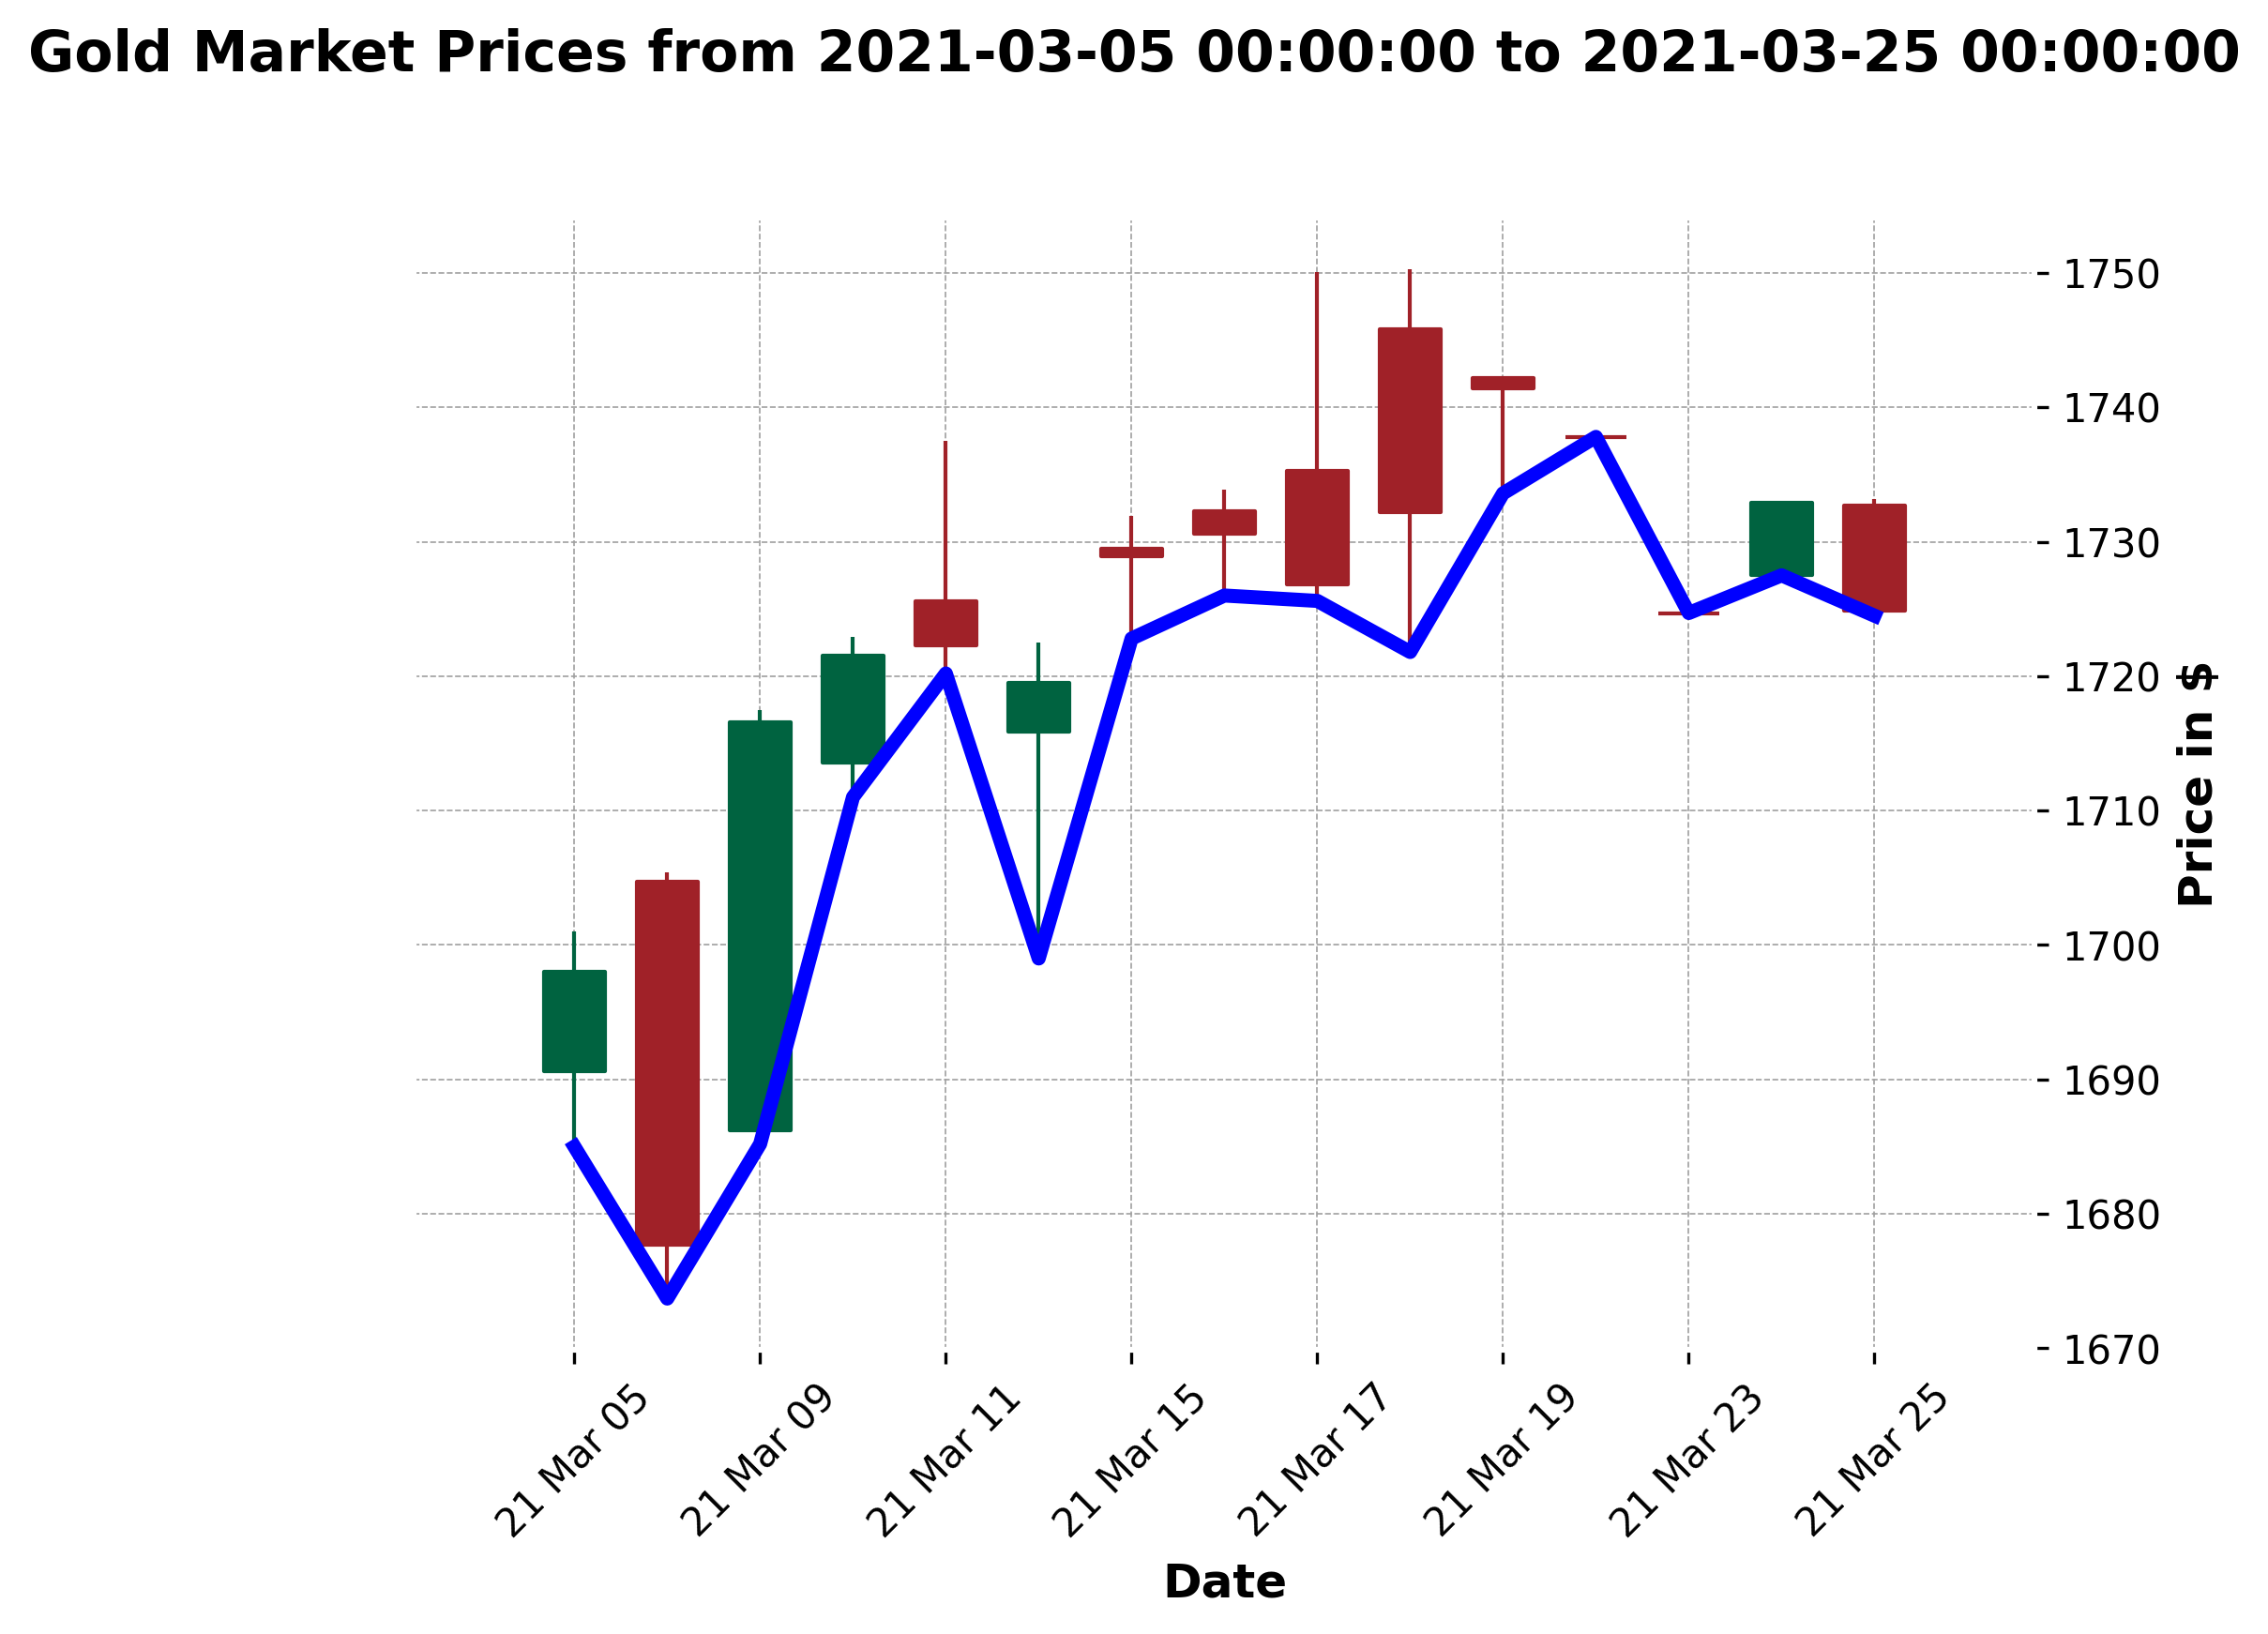 Gold Market Prices from 2021-03-05 00:00:00 to 2021-03-25 00:00:00
1750
1740
1730
1720
1710
1700
1690
1680
1670
Price in $
21 Mar 05
21 Mar 09
21 Mar 11
21 Mar 15
21 Mar 17
21 Mar 19
21 Mar 23
21 Mar 25
Date